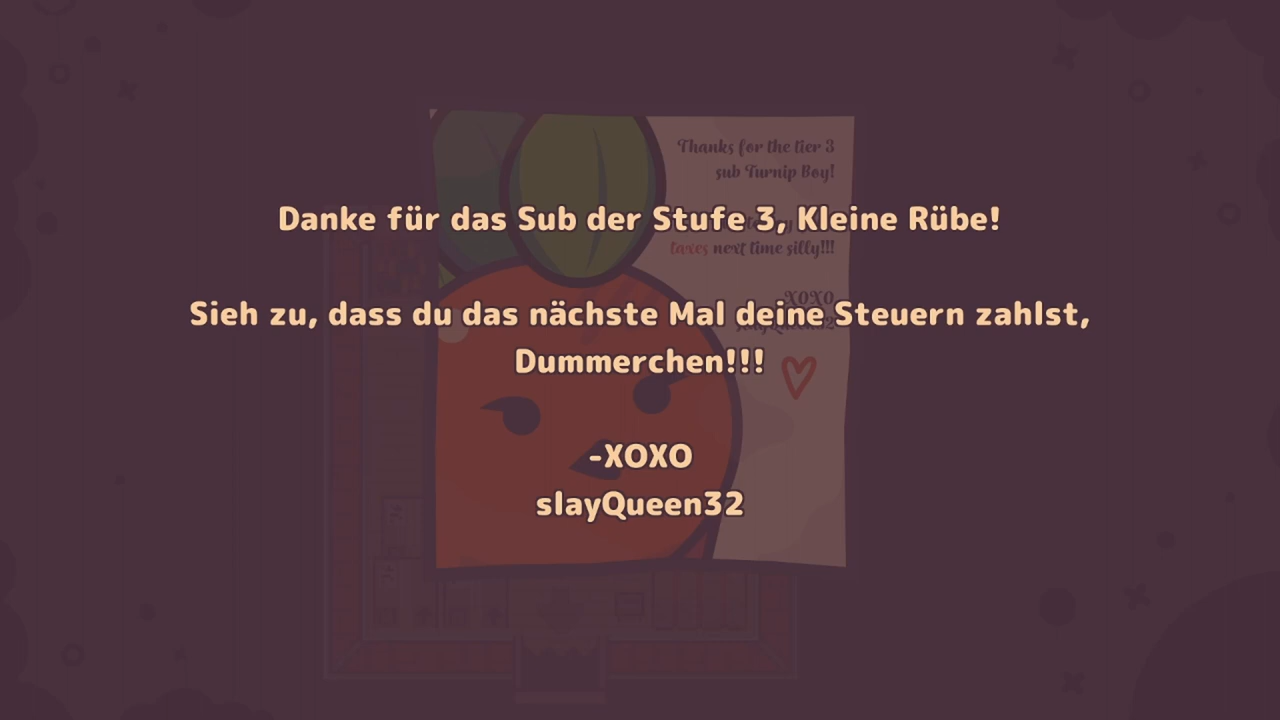 Thanks for the tier 3
sub Turnip Boy!
Danke für das Sub der Stufe 3, Kleine Rübe!
taxes next time silly!!!
XOXO
Sieh zu, dass du das nächste Mal deine Steuern zahlst,
Dummerchen!!!
-XOXO
slayQueen32